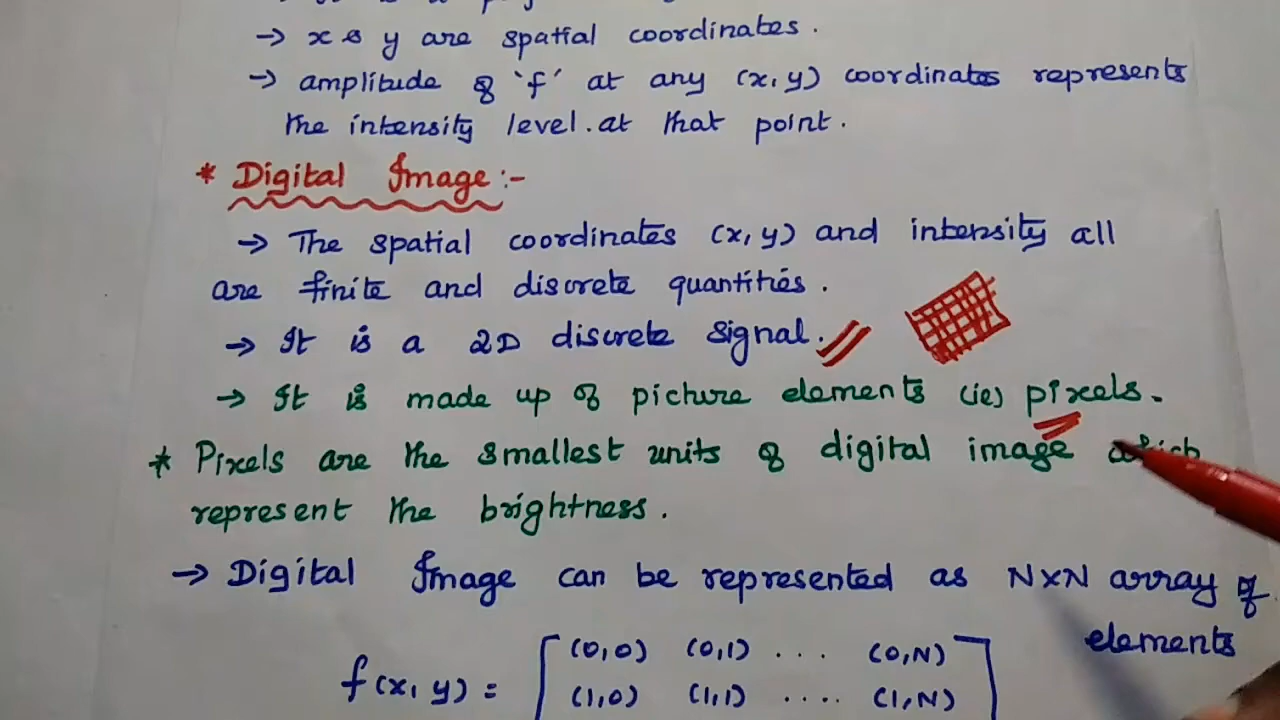 → x & y are spatial coordinates.
→ amplitude of 'f' at any (x,y) coordinates represents
the intensity level.at that point.
* Digital Image:-
→ The spatial coordinates (x,y) and intensity all
are finite and discrete quantities.
→ It is a 2D discrete signal.
→ It is made up of picture elements (ie) pixels.
* Pixels are the smallest units of digital image which
represent the brightness.
→ Digital Image can be represented as N×N array of
elements
f(x,y) = [ (0,0) (0,1) .... (0,N)
(1,0) (1,1) .... (1,N)